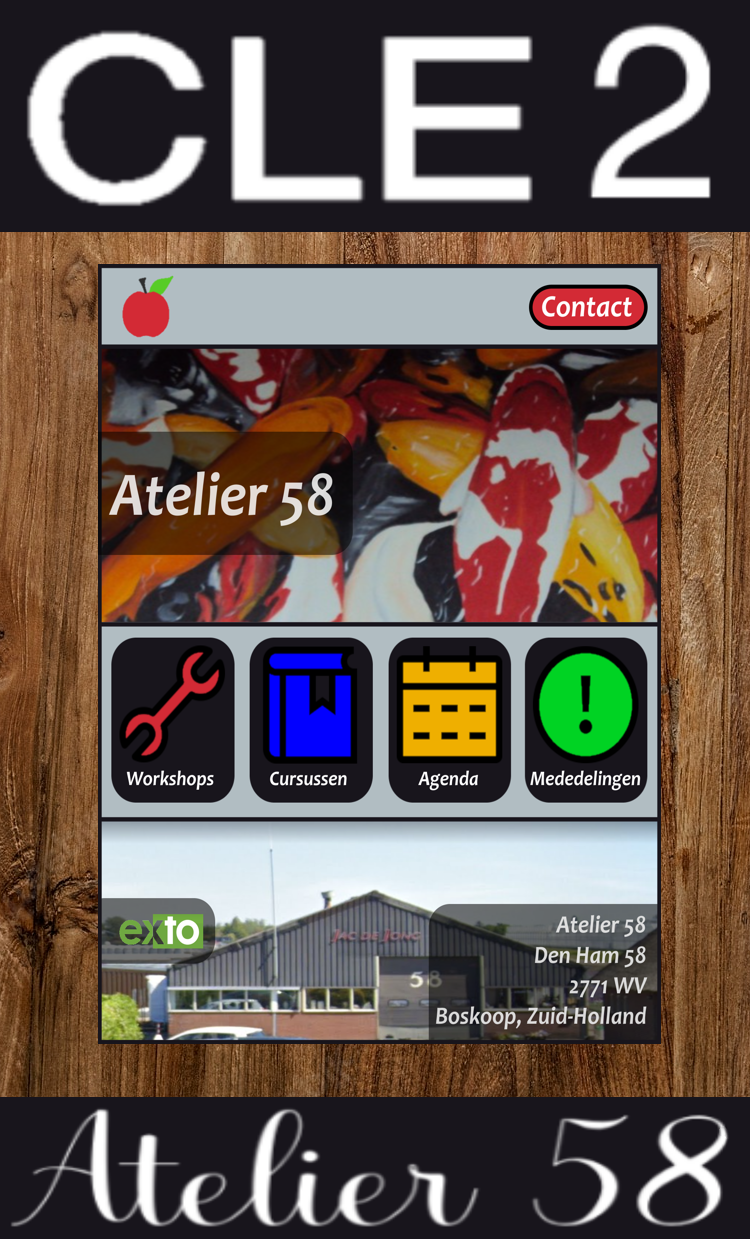 CLE 2
Contact
Atelier 58
Workshops
Cursussen
Agenda
Mededelingen
JAC DE JONG
58
exto
Atelier 58
Den Ham 58
2771 WV
Boskoop, Zuid-Holland
Atelier 58